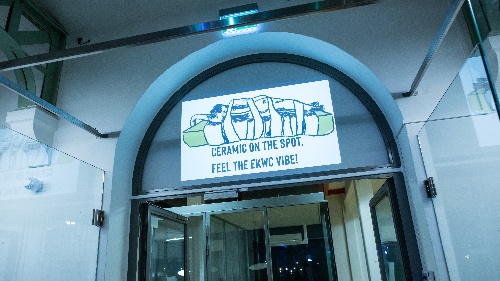 CERAMIC ON THE SPOT.
FEEL THE EKWC VIBE!